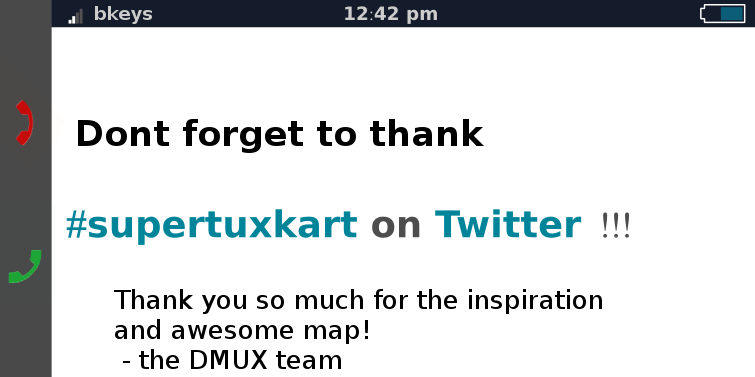 bkeys 12:42 pm
Dont forget to thank
#supertuxkart on Twitter !!!
Thank you so much for the inspiration
and awesome map!
- the DMUX team